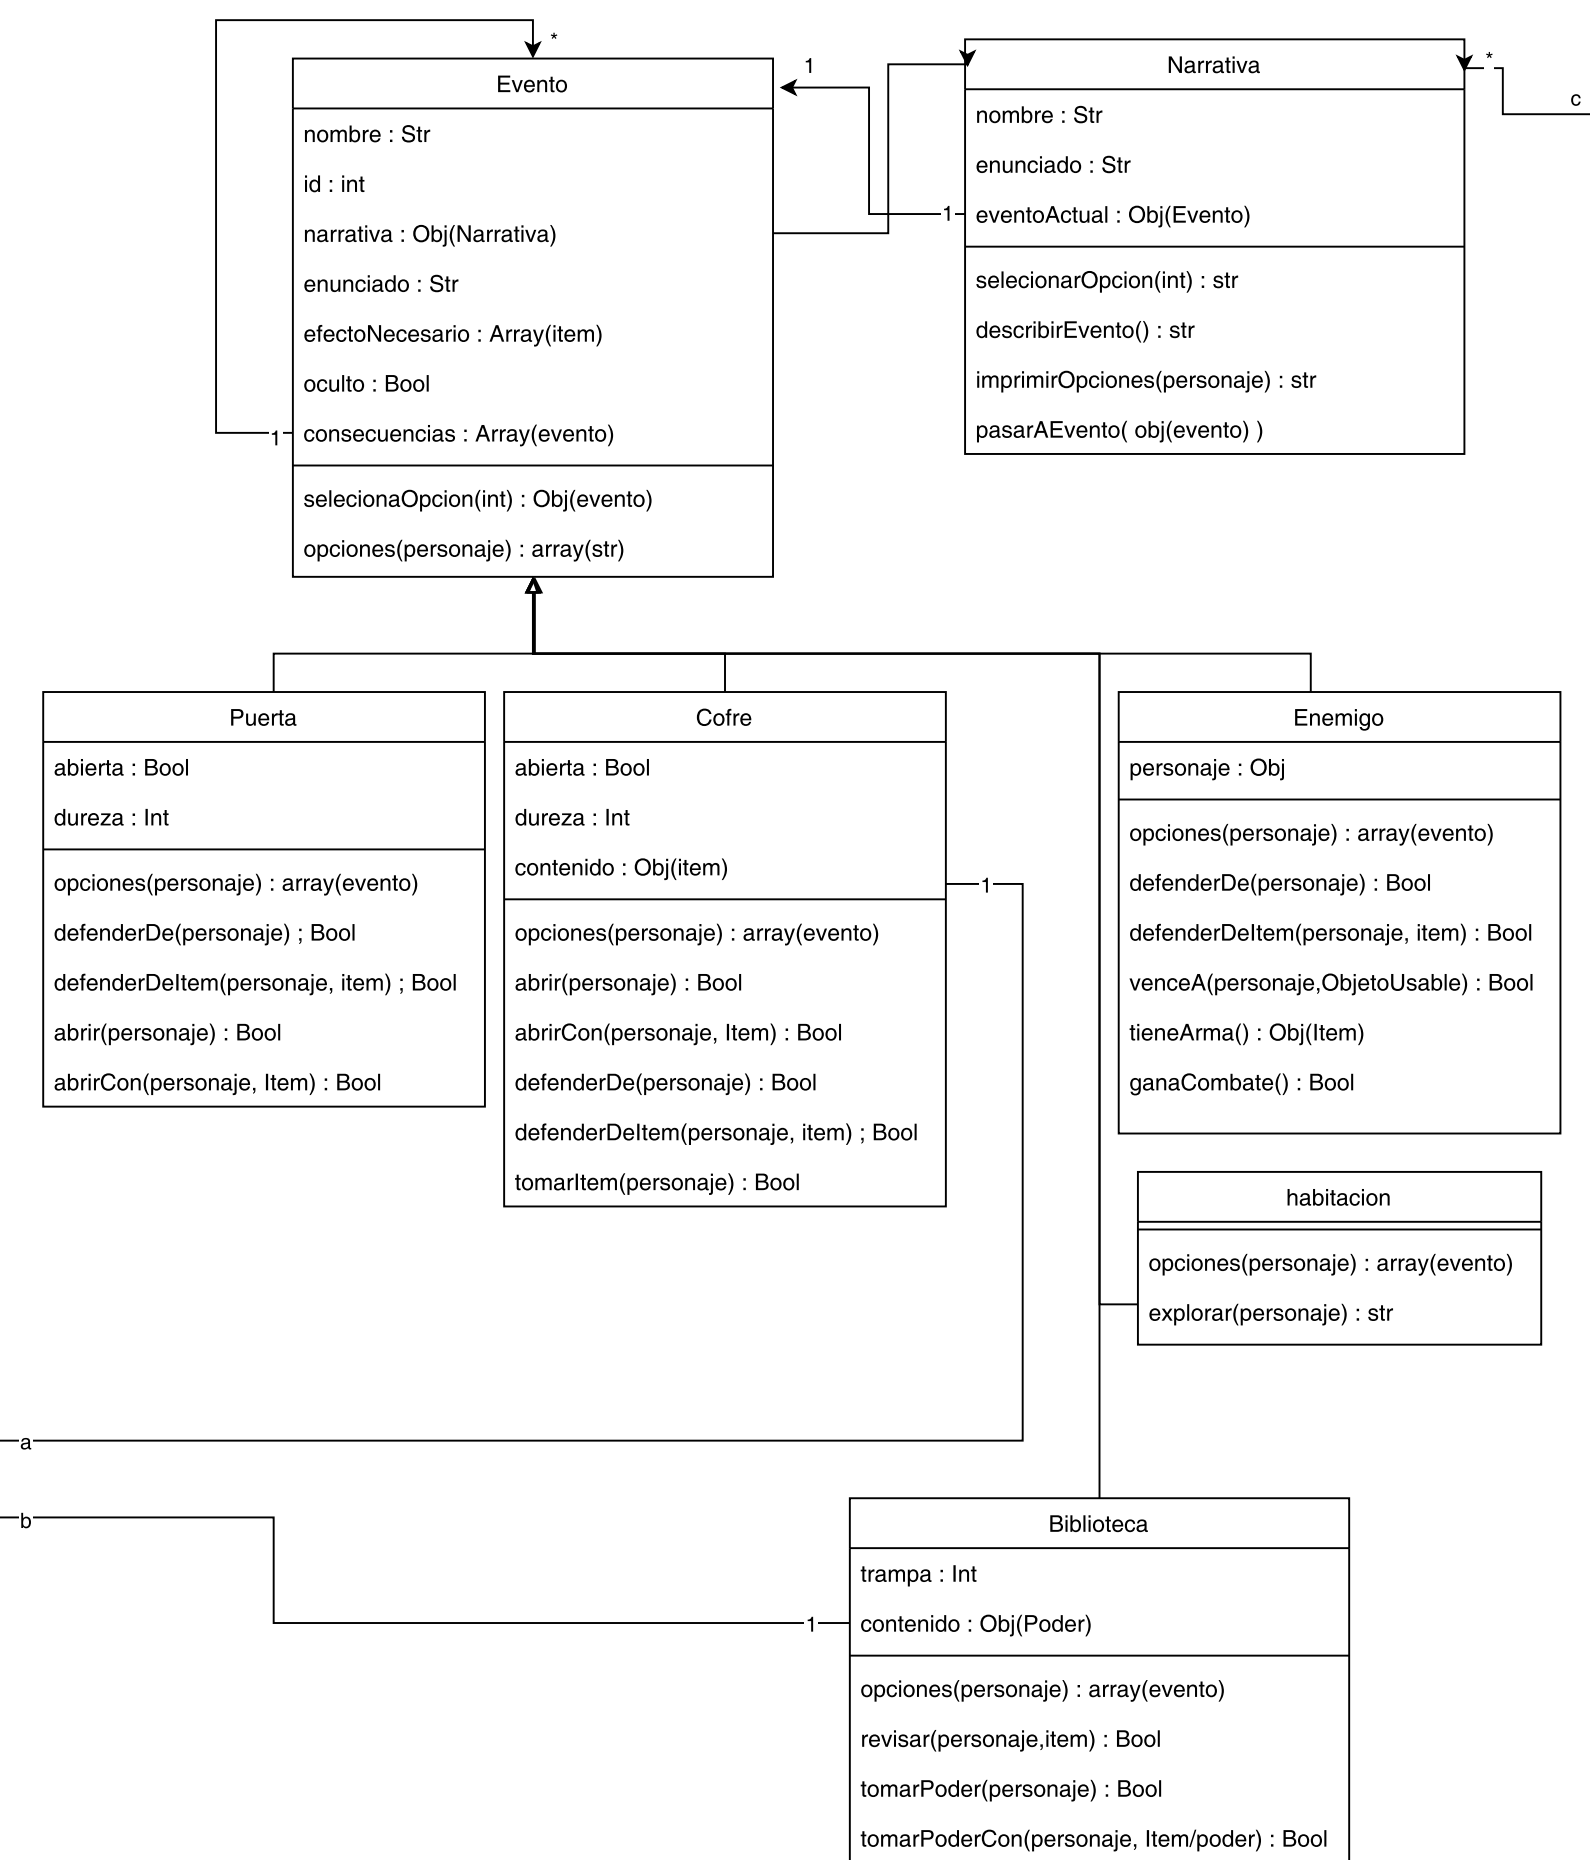 *
Evento
nombre : Str
id : int
narrativa : Obj(Narrativa)
enunciado : Str
efectoNecesario : Array(item)
oculto : Bool
1
consecuencias : Array(evento)
selecionaOpcion(int) : Obj(evento)
opciones(personaje) : array(str)
1
Narrativa
*
c
nombre : Str
enunciado : Str
1
eventoActual : Obj(Evento)
selecionarOpcion(int) : str
describirEvento() : str
imprimirOpciones(personaje) : str
pasarAEvento( obj(evento) )
Puerta
abierta : Bool
dureza : Int
opciones(personaje) : array(evento)
defenderDe(personaje) ; Bool
defenderDeItem(personaje, item) ; Bool
abrir(personaje) : Bool
abrirCon(personaje, Item) : Bool
Cofre
abierta : Bool
dureza : Int
contenido : Obj(item)
1
opciones(personaje) : array(evento)
abrir(personaje) : Bool
abrirCon(personaje, Item) : Bool
defenderDe(personaje) : Bool
defenderDeItem(personaje, item) ; Bool
tomarItem(personaje) : Bool
Enemigo
personaje : Obj
opciones(personaje) : array(evento)
defenderDe(personaje) : Bool
defenderDeItem(personaje, item) : Bool
venceA(personaje,ObjetoUsable) : Bool
tieneArma() : Obj(Item)
ganaCombate() : Bool
habitacion
opciones(personaje) : array(evento)
explorar(personaje) : str
a
b
1
Biblioteca
trampa : Int
contenido : Obj(Poder)
opciones(personaje) : array(evento)
revisar(personaje,item) : Bool
tomarPoder(personaje) : Bool
tomarPoderCon(personaje, Item/poder) : Bool